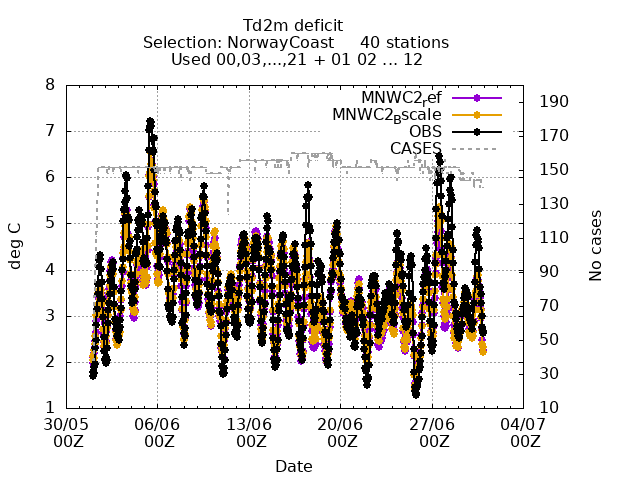 Td2m deficit
Selection: NorwayCoast 40 stations
Used 00,03,...,21 + 01 02 ... 12
MNWC2ref
MNWC2Bscale
OBS
CASES
8
7
6
5
4
3
2
1
deg C
190
170
150
130
110
90
70
50
30
10
No cases
30/05 06/06 13/06 20/06 27/06 04/07
00Z 00Z 00Z 00Z 00Z 00Z
Date